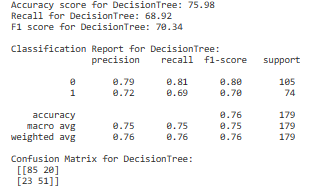 Accuracy score for DecisionTree: 75.98
Recall for DecisionTree: 68.92
F1 score for DecisionTree: 70.34
Classification Report for DecisionTree:
precision recall f1-score support
0 0.79 0.81 0.80 105
1 0.72 0.69 0.70 74
accuracy 0.76 179
macro avg 0.75 0.75 0.75 179
weighted avg 0.76 0.76 0.76 179
Confusion Matrix for DecisionTree:
[[85 20]
[23 51]]